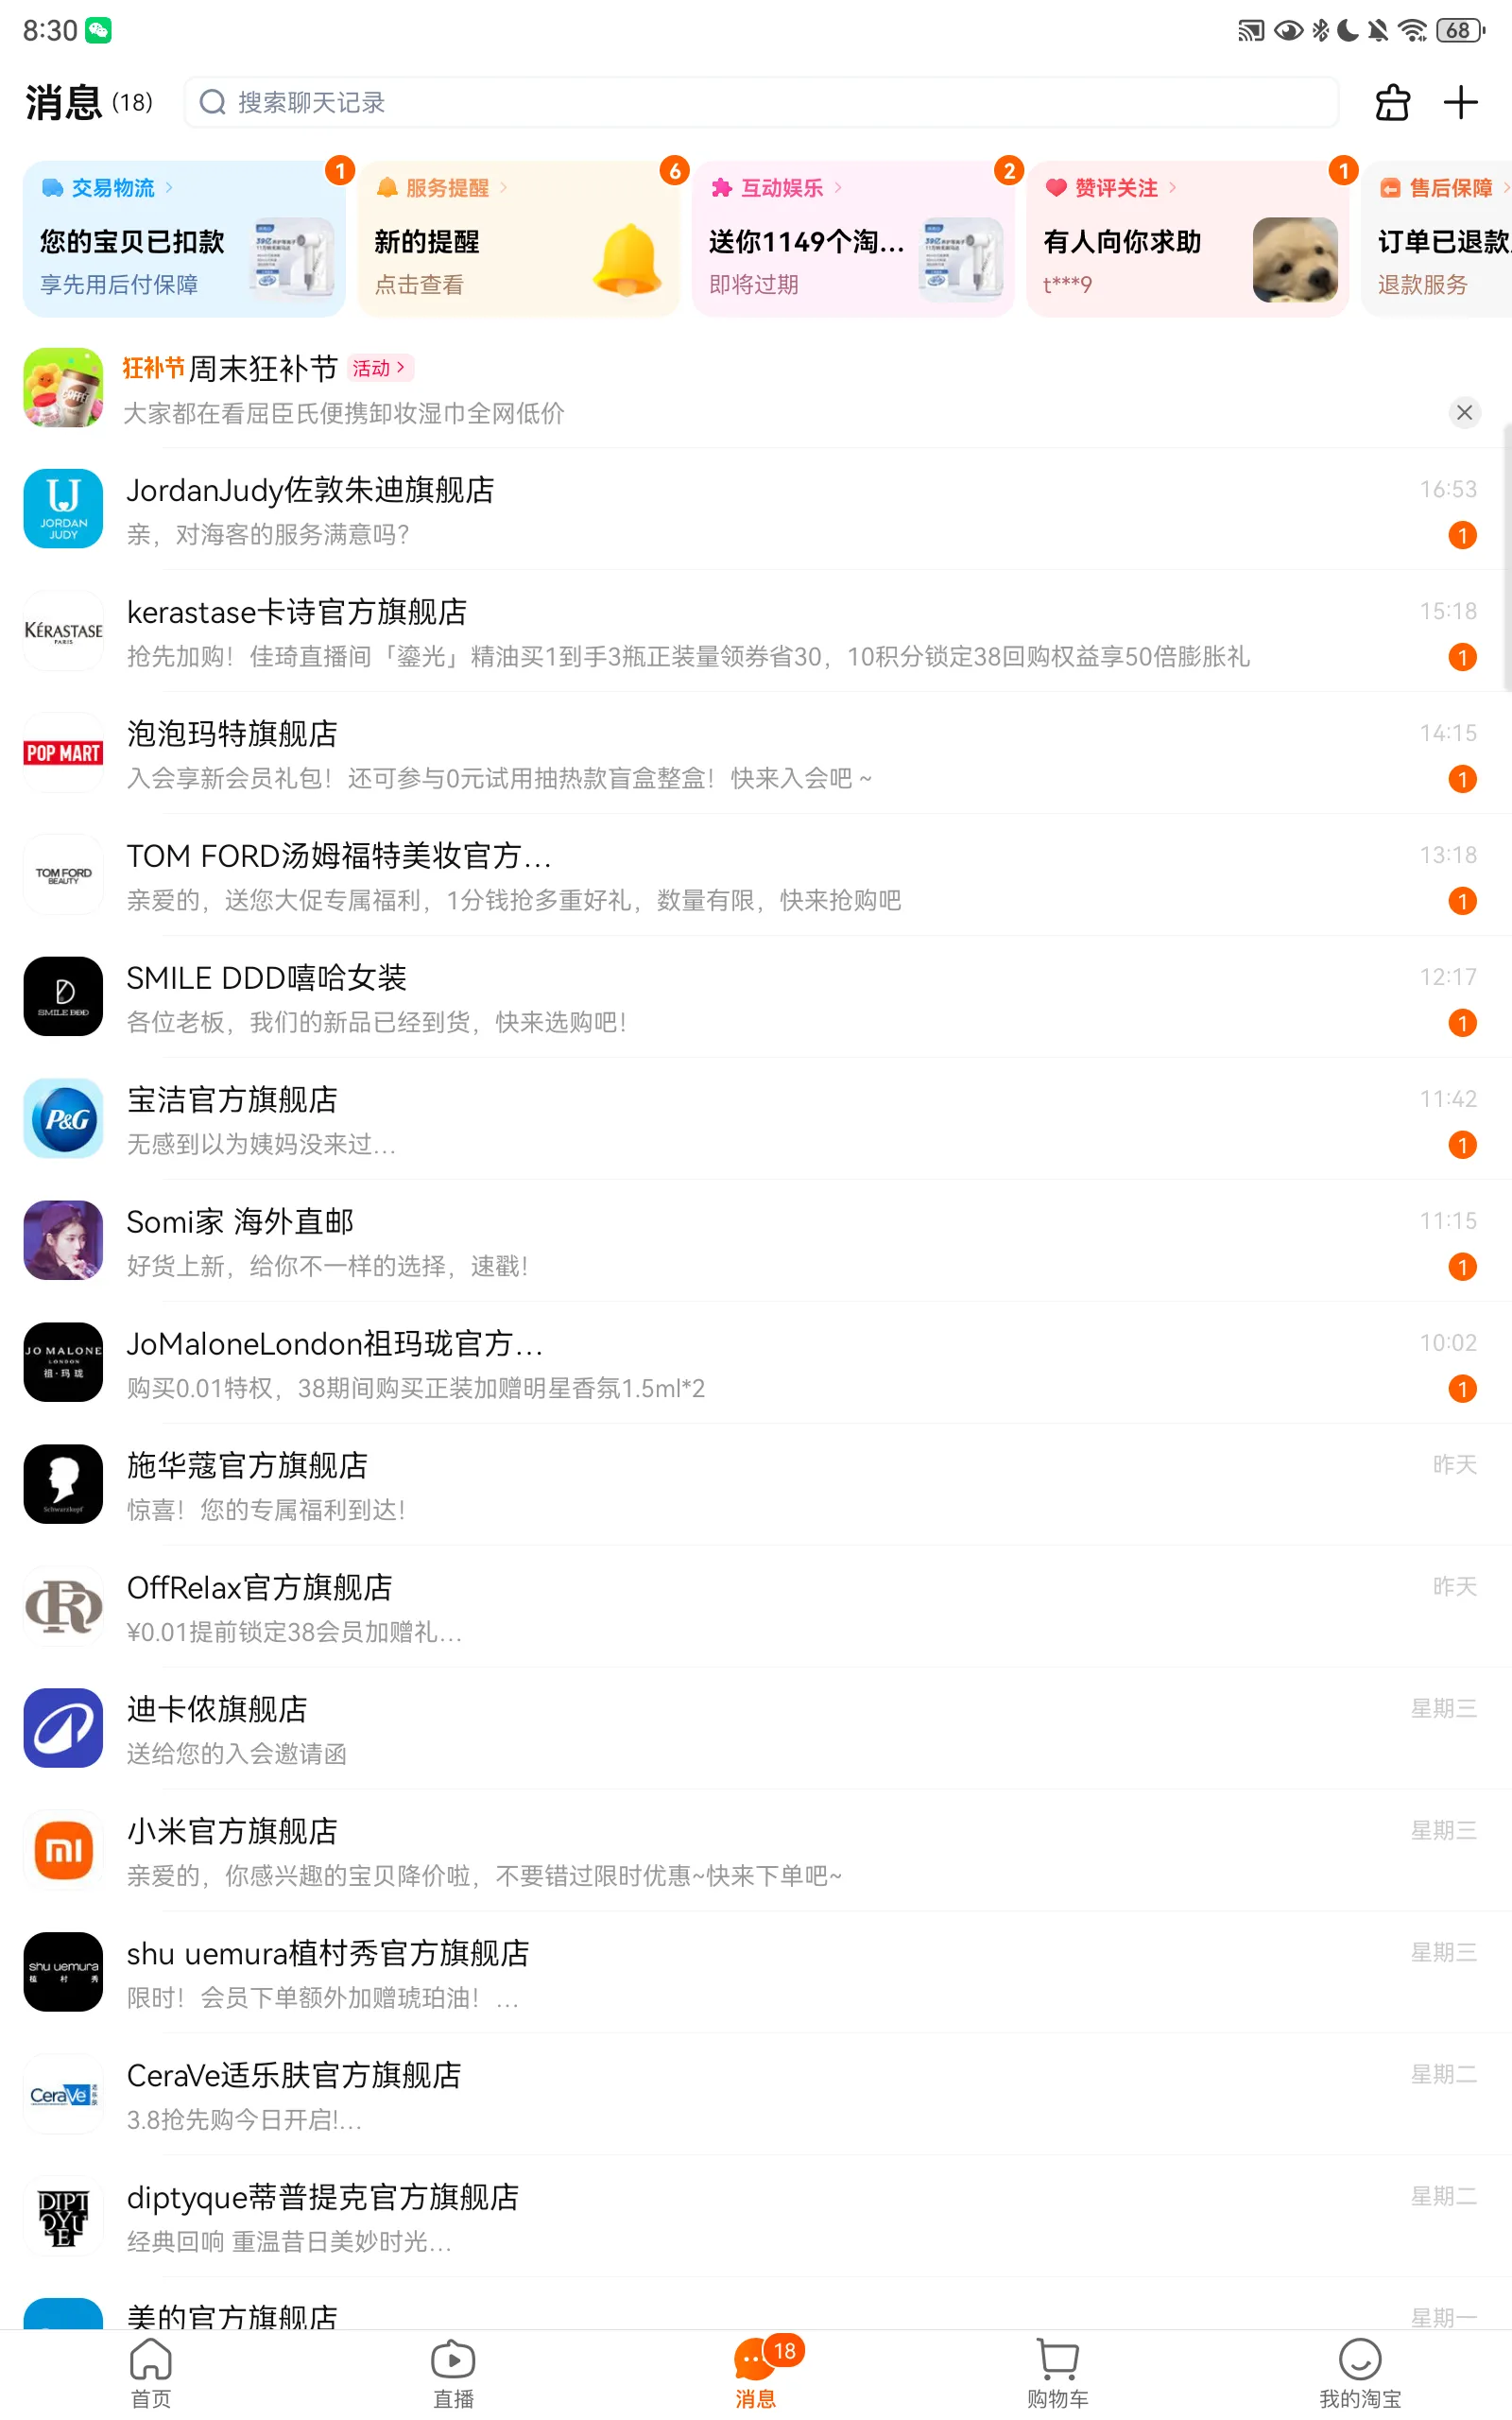 8:30
68
消息 (18)
搜索聊天记录
交易物流
1
您的宝贝已扣款
享先用后付保障
服务提醒
6
新的提醒
点击查看
互动娱乐
2
送你1149个淘...
即将过期
赞评关注
1
有人向你求助
t***9
售后保障
订单已退款
退款服务
狂补节 周末狂补节 活动
大家都在看屈臣氏便携卸妆湿巾全网低价
JORDAN
JUDY
JordanJudy佐敦朱迪旗舰店 16:53
亲，对海客的服务满意吗？ 1
KÉRASTASE
PARIS
kerastase卡诗官方旗舰店 15:18
抢先加购！佳琦直播间「鎏光」精油买1到手3瓶正装量领券省30，10积分锁定38回购权益享50倍膨胀礼 1
POP MART
泡泡玛特旗舰店 14:15
入会享新会员礼包！还可参与0元试用抽热款盲盒整盒！快来入会吧 ~ 1
TOM FORD
BEAUTY
TOM FORD汤姆福特美妆官方... 13:18
亲爱的，送您大促专属福利，1分钱抢多重好礼，数量有限，快来抢购吧 1
SMILE DDD
SMILE DDD嘻哈女装 12:17
各位老板，我们的新品已经到货，快来选购吧！ 1
P&G
宝洁官方旗舰店 11:42
无感到以为姨妈没来过... 1
Somi家 海外直邮 11:15
好货上新，给你不一样的选择，速戳！ 1
JO MALONE
LONDON
祖·玛珑
JoMaloneLondon祖玛珑官方... 10:02
购买0.01特权，38期间购买正装加赠明星香氛1.5ml*2 1
Schwarzkopf
施华蔻官方旗舰店 昨天
惊喜！您的专属福利到达！
OffRelax官方旗舰店 昨天
¥0.01提前锁定38会员加赠礼...
迪卡侬旗舰店 星期三
送给您的入会邀请函
小米官方旗舰店 星期三
亲爱的，你感兴趣的宝贝降价啦，不要错过限时优惠~快来下单吧~
shu uemura
植 村 秀
shu uemura植村秀官方旗舰店 星期三
限时！会员下单额外加赠琥珀油！...
CeraVe
CeraVe适乐肤官方旗舰店 星期二
3.8抢先购今日开启!...
DIPT
YQU
E
diptyque蒂普提克官方旗舰店 星期二
经典回响 重温昔日美妙时光...
美的官方旗舰店 星期一
18
首页 直播 消息 购物车 我的淘宝